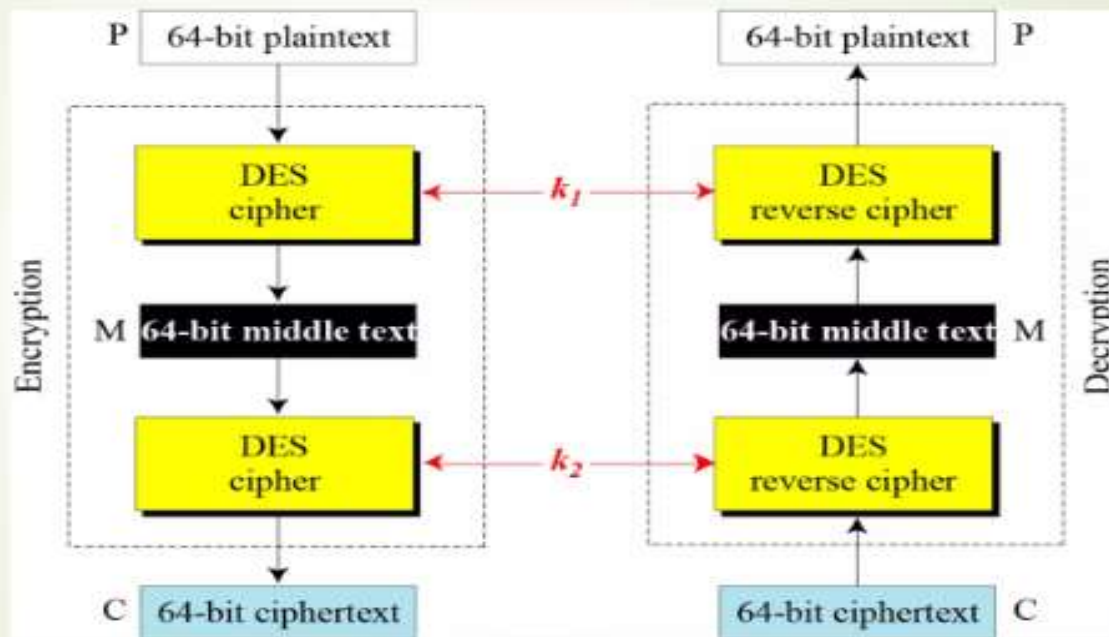 P
64-bit plaintext
64-bit plaintext
P
DES
cipher
k1
DES
reverse cipher
Encryption
M
64-bit middle text
64-bit middle text
M
Decryption
DES
cipher
k2
DES
reverse cipher
C
64-bit ciphertext
64-bit ciphertext
C